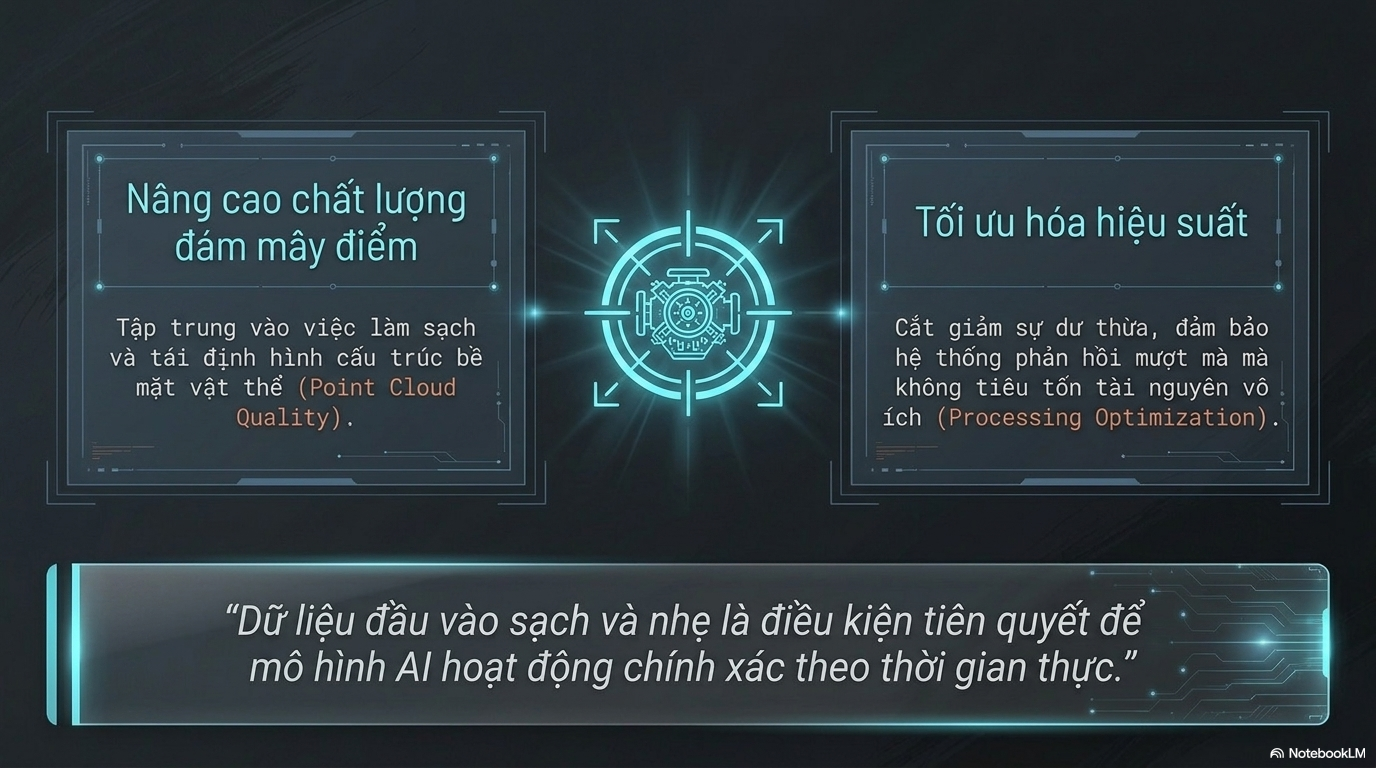 Nâng cao chất lượng
đám mây điểm
Tập trung vào việc làm sạch
và tái định hình cấu trúc bề
mặt vật thể (Point Cloud
Quality).
Tối ưu hóa hiệu suất
Cắt giảm sự dư thừa, đảm bảo
hệ thống phản hồi mượt mà mà
không tiêu tốn tài nguyên vô
ích (Processing Optimization).
“Dữ liệu đầu vào sạch và nhẹ là điều kiện tiên quyết để
mô hình AI hoạt động chính xác theo thời gian thực.”
NotebookLM